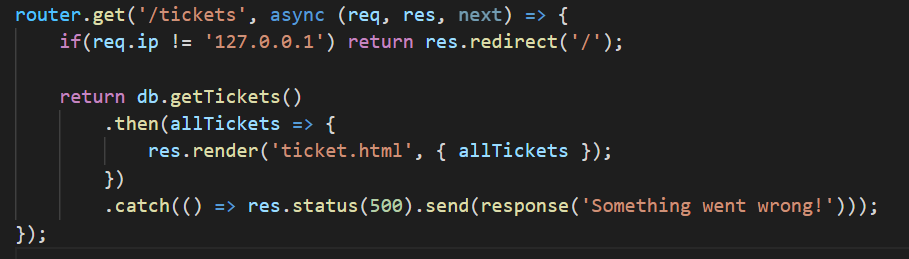 router.get('/tickets', async (req, res, next) => {
    if(req.ip != '127.0.0.1') return res.redirect('/');

    return db.getTickets()
        .then(allTickets => {
            res.render('ticket.html', { allTickets });
        })
        .catch(() => res.status(500).send(response('Something went wrong!')));
});